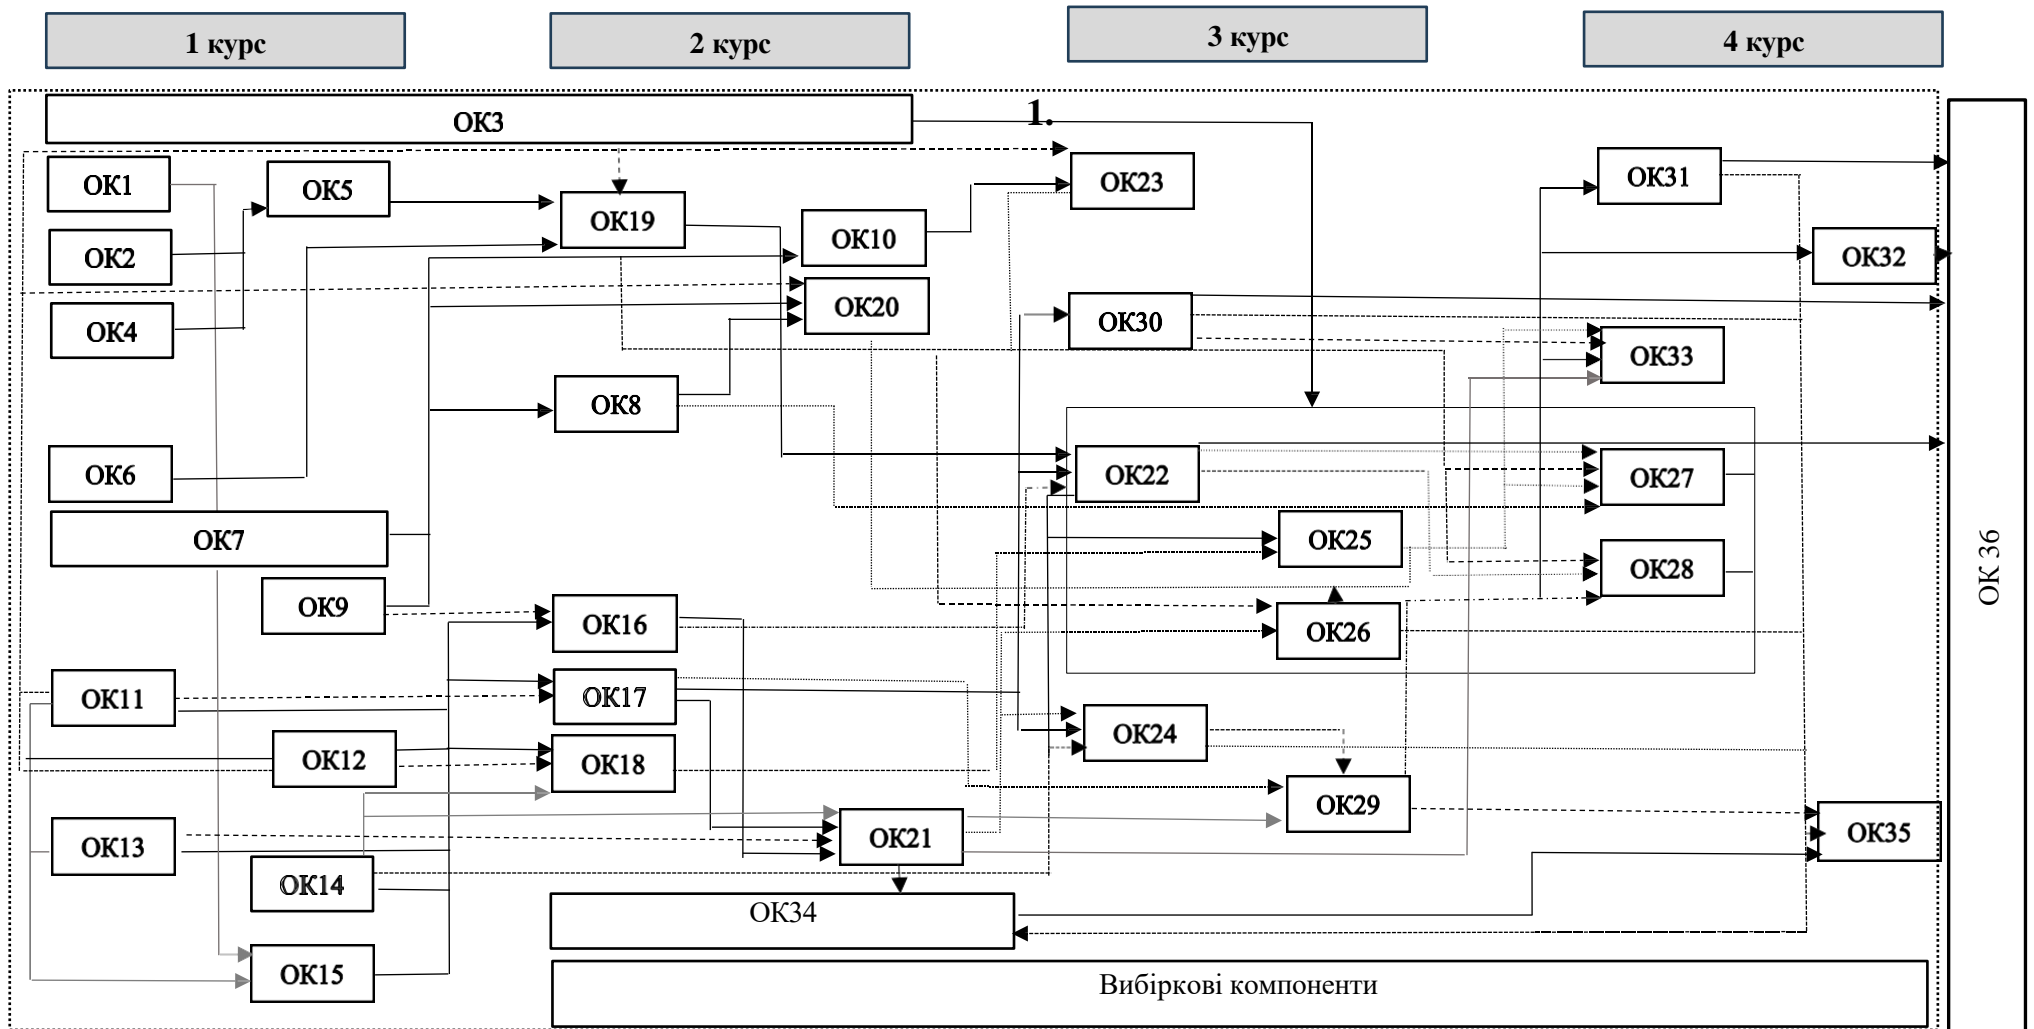 1 курс
2 курс
3 курс
4 курс
ОК3
1.
ОК1
ОК5
ОК23
ОК31
ОК19
ОК10
ОК2
ОК32
ОК20
ОК4
ОК30
ОК33
ОК8
ОК6
ОК22
ОК27
ОК7
ОК25
ОК28
ОК 36
ОК9
ОК16
ОК26
ОК11
ОК17
ОК24
ОК12
ОК18
ОК29
ОК13
ОК21
ОК35
ОК14
ОК34
ОК15
Вибіркові компоненти